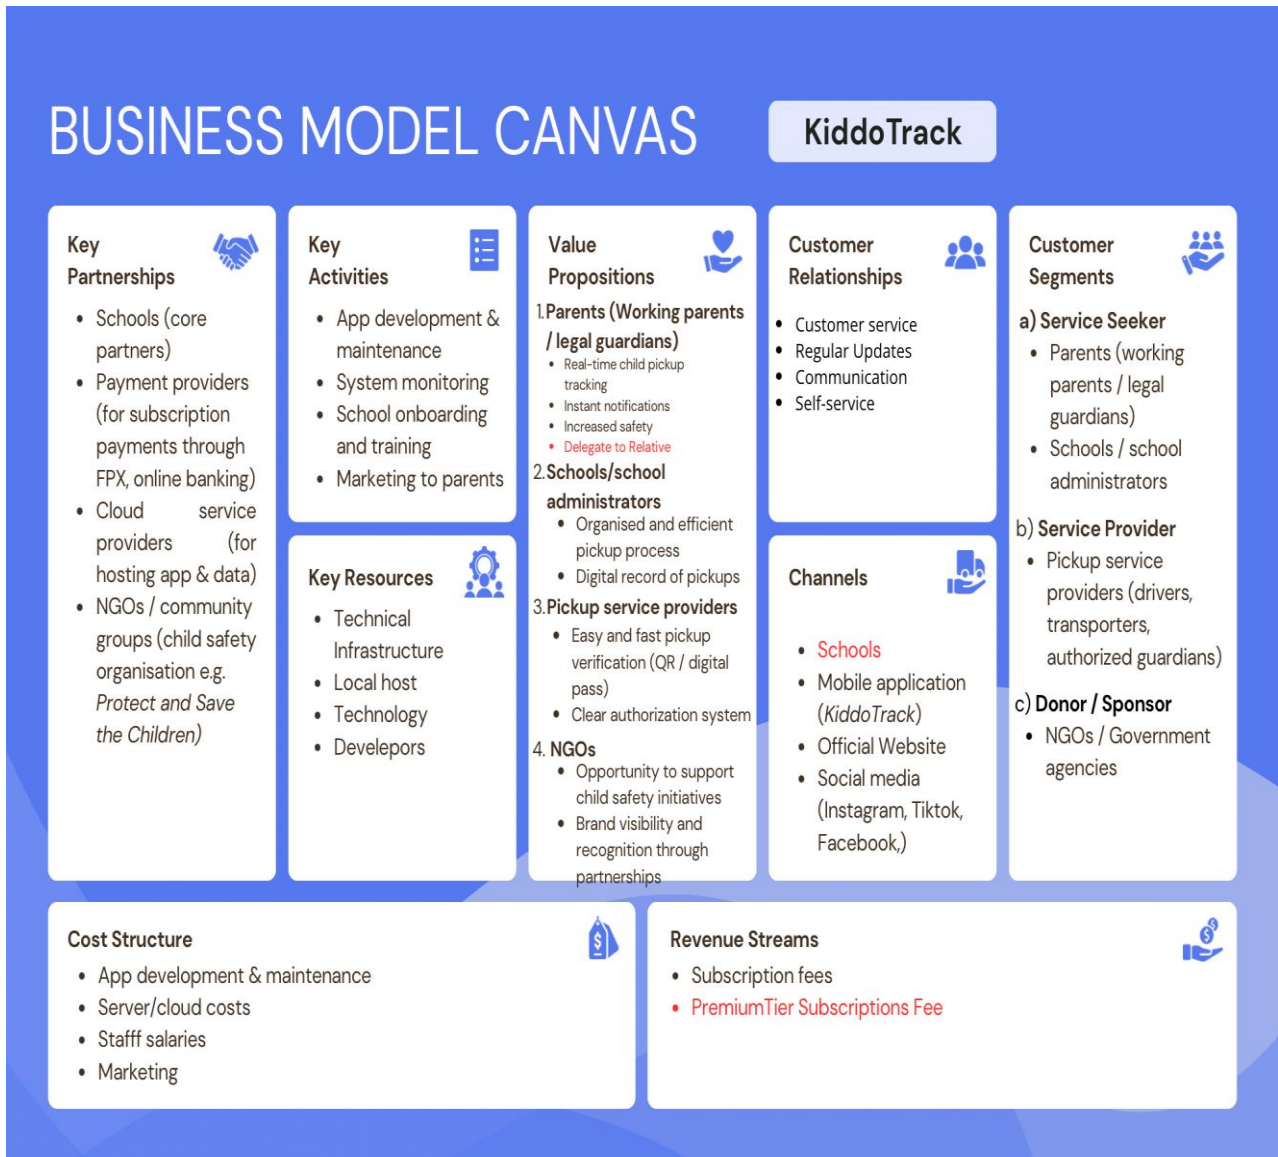 BUSINESS MODEL CANVAS
KiddoTrack
Key
Partnerships
• Schools (core
partners)
• Payment providers
(for subscription
payments through
FPX, online banking)
• Cloud service
providers (for
hosting app & data)
• NGOs / community
groups (child safety
organisation e.g.
Protect and Save
the Children)
Key
Activities
• App development &
maintenance
• System monitoring
• School onboarding
and training
• Marketing to parents
Key Resources
• Technical
Infrastructure
• Local host
• Technology
• Develepors
Value
Propositions
1.Parents (Working parents
/ legal guardians)
• Real-time child pickup
tracking
• Instant notifications
• Increased safety
• Delegate to Relative
2.Schools/school
administrators
• Organised and efficient
pickup process
• Digital record of pickups
3.Pickup service providers
• Easy and fast pickup
verification (QR / digital
pass)
• Clear authorization system
4. NGOs
• Opportunity to support
child safety initiatives
• Brand visibility and
recognition through
partnerships
Customer
Relationships
• Customer service
• Regular Updates
• Communication
• Self-service
Channels
• Schools
• Mobile application
(KiddoTrack)
• Official Website
• Social media
(Instagram, Tiktok,
Facebook,)
Customer
Segments
a) Service Seeker
• Parents (working
parents / legal
guardians)
• Schools / school
administrators
b) Service Provider
• Pickup service
providers (drivers,
transporters,
authorized guardians)
c) Donor / Sponsor
• NGOs / Government
agencies
Cost Structure
• App development & maintenance
• Server/cloud costs
• Stafff salaries
• Marketing
Revenue Streams
• Subscription fees
• PremiumTier Subscriptions Fee